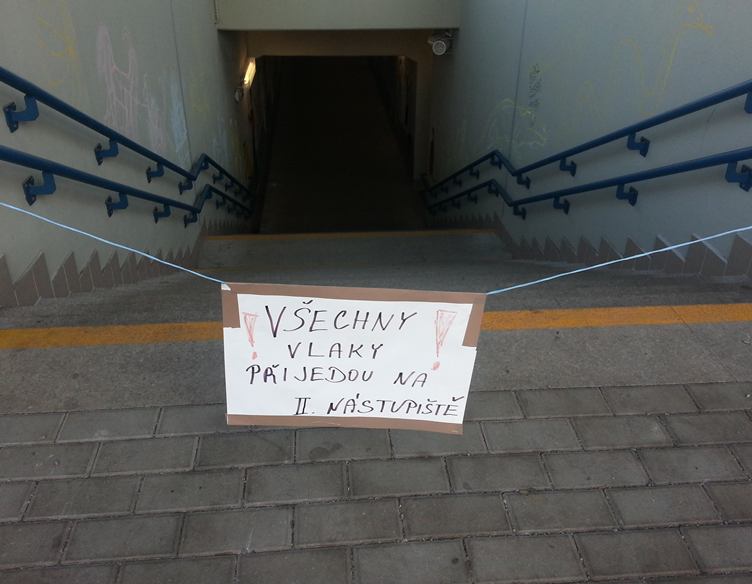 ! VŠECHNY !
VLAKY
PŘIJEDOU NA
II. NÁSTUPIŠTĚ